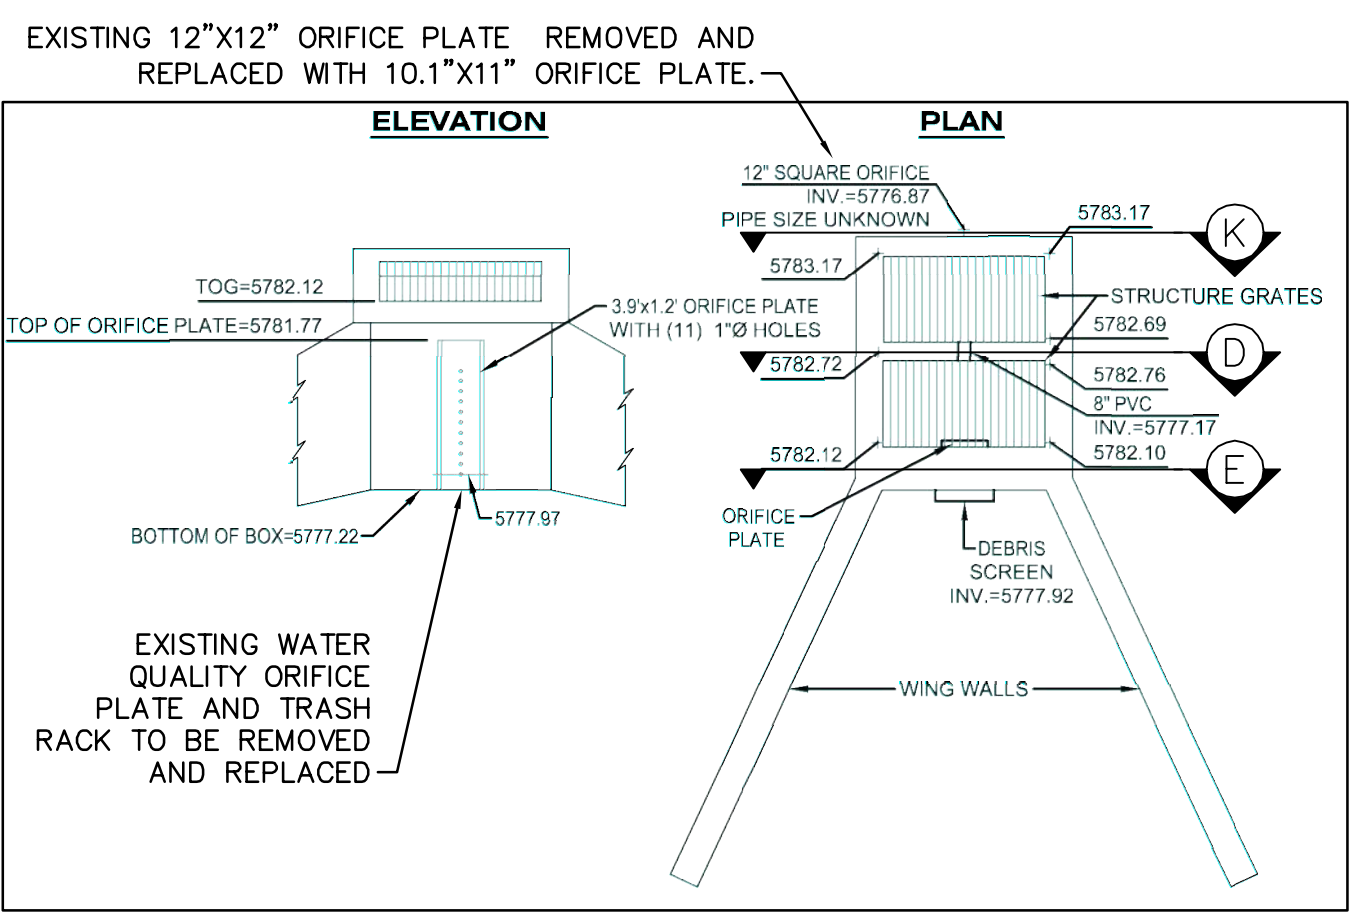 EXISTING 12”X12” ORIFICE PLATE REMOVED AND
REPLACED WITH 10.1”X11” ORIFICE PLATE.
ELEVATION
PLAN
12" SQUARE ORIFICE
INV.=5776.87
PIPE SIZE UNKNOWN
5783.17
K
5783.17
TOG=5782.12
3.9'x1.2' ORIFICE PLATE
WITH (11) 1"Ø HOLES
STRUCTURE GRATES
TOP OF ORIFICE PLATE=5781.77
5782.69
D
5782.72
5782.76
8" PVC
INV.=5777.17
5782.12
5782.10
E
5777.97
BOTTOM OF BOX=5777.22
ORIFICE
PLATE
DEBRIS
SCREEN
INV.=5777.92
EXISTING WATER
QUALITY ORIFICE
PLATE AND TRASH
RACK TO BE REMOVED
AND REPLACED
WING WALLS